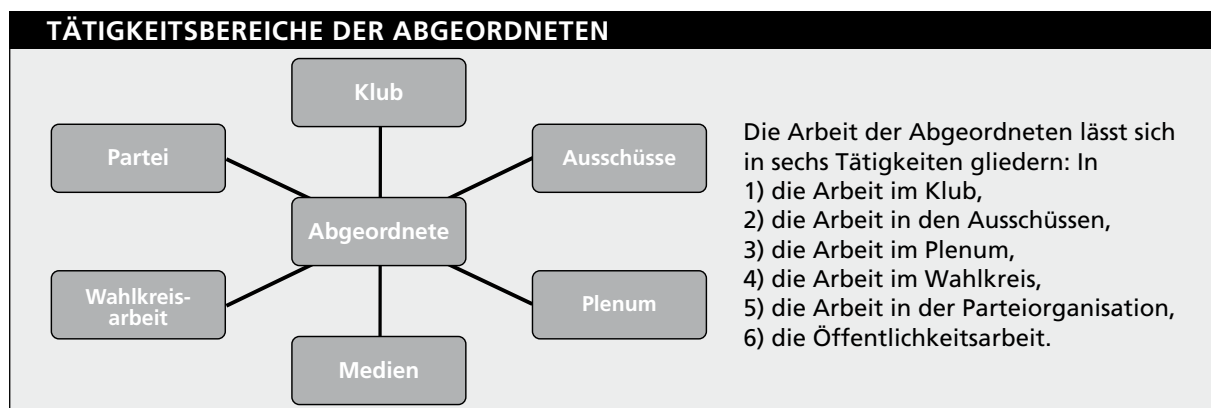 TÄTIGKEITSBEREICHE DER ABGEORDNETEN
Klub
Partei
Ausschüsse
Abgeordnete
Wahlkreis-
arbeit
Plenum
Medien
Die Arbeit der Abgeordneten lässt sich
in sechs Tätigkeiten gliedern: In
1) die Arbeit im Klub,
2) die Arbeit in den Ausschüssen,
3) die Arbeit im Plenum,
4) die Arbeit im Wahlkreis,
5) die Arbeit in der Parteiorganisation,
6) die Öffentlichkeitsarbeit.